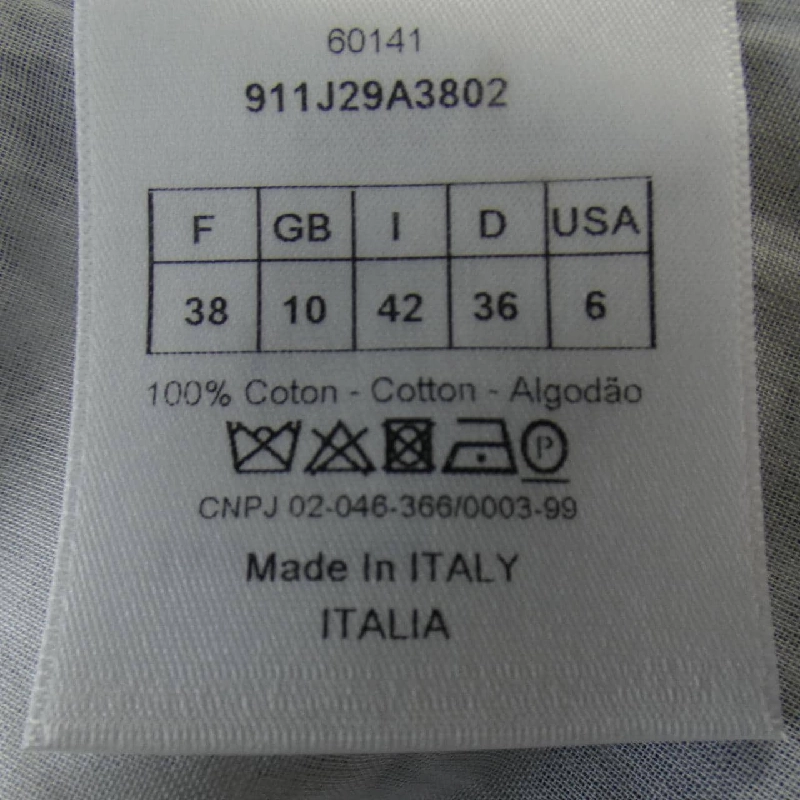 60141
911J29A3802
F GB I D USA
38 10 42 36 6
100% Coton - Cotton - Algodão
P
CNPJ 02-046-366/0003-99
Made In ITALY
ITALIA